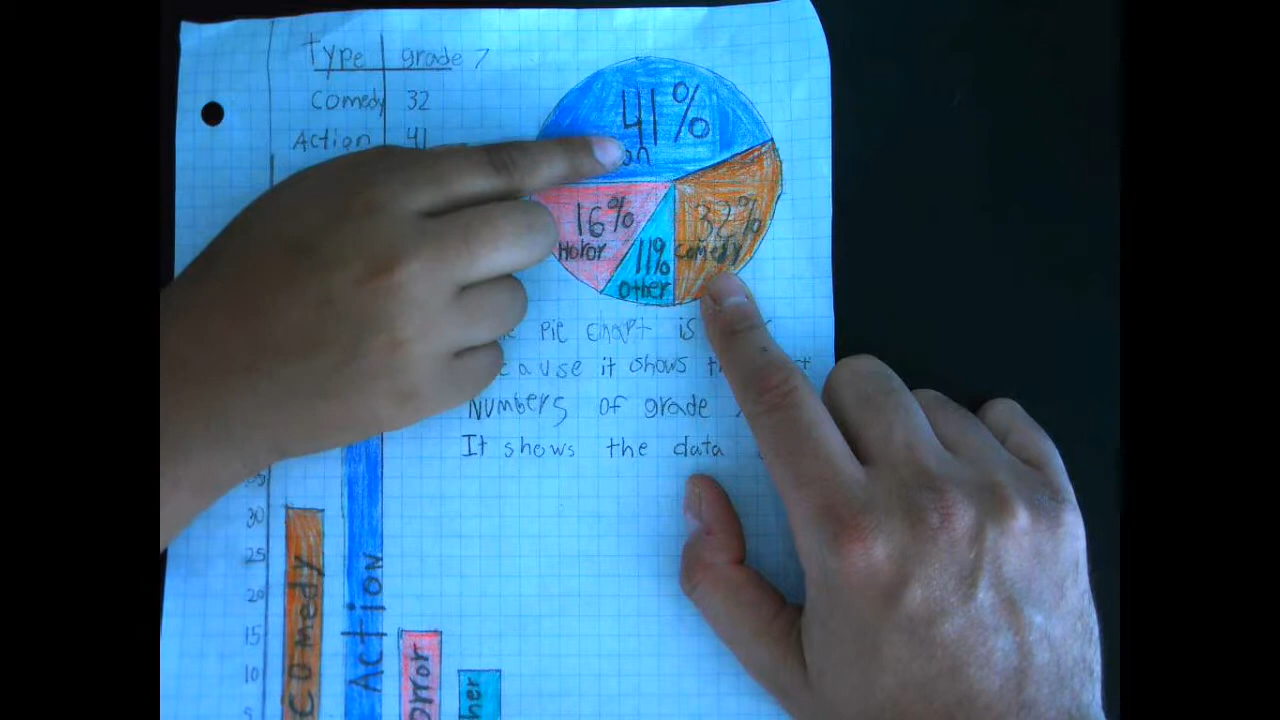 Type grade 7
Comedy 32
Action 41
41%
on
16%
Horor
11%
Other
32%
Comedy
Pie chart is
it shows
Numbers of grade
It shows the data
30
25
20
15
10
Comedy
Action
orror
her